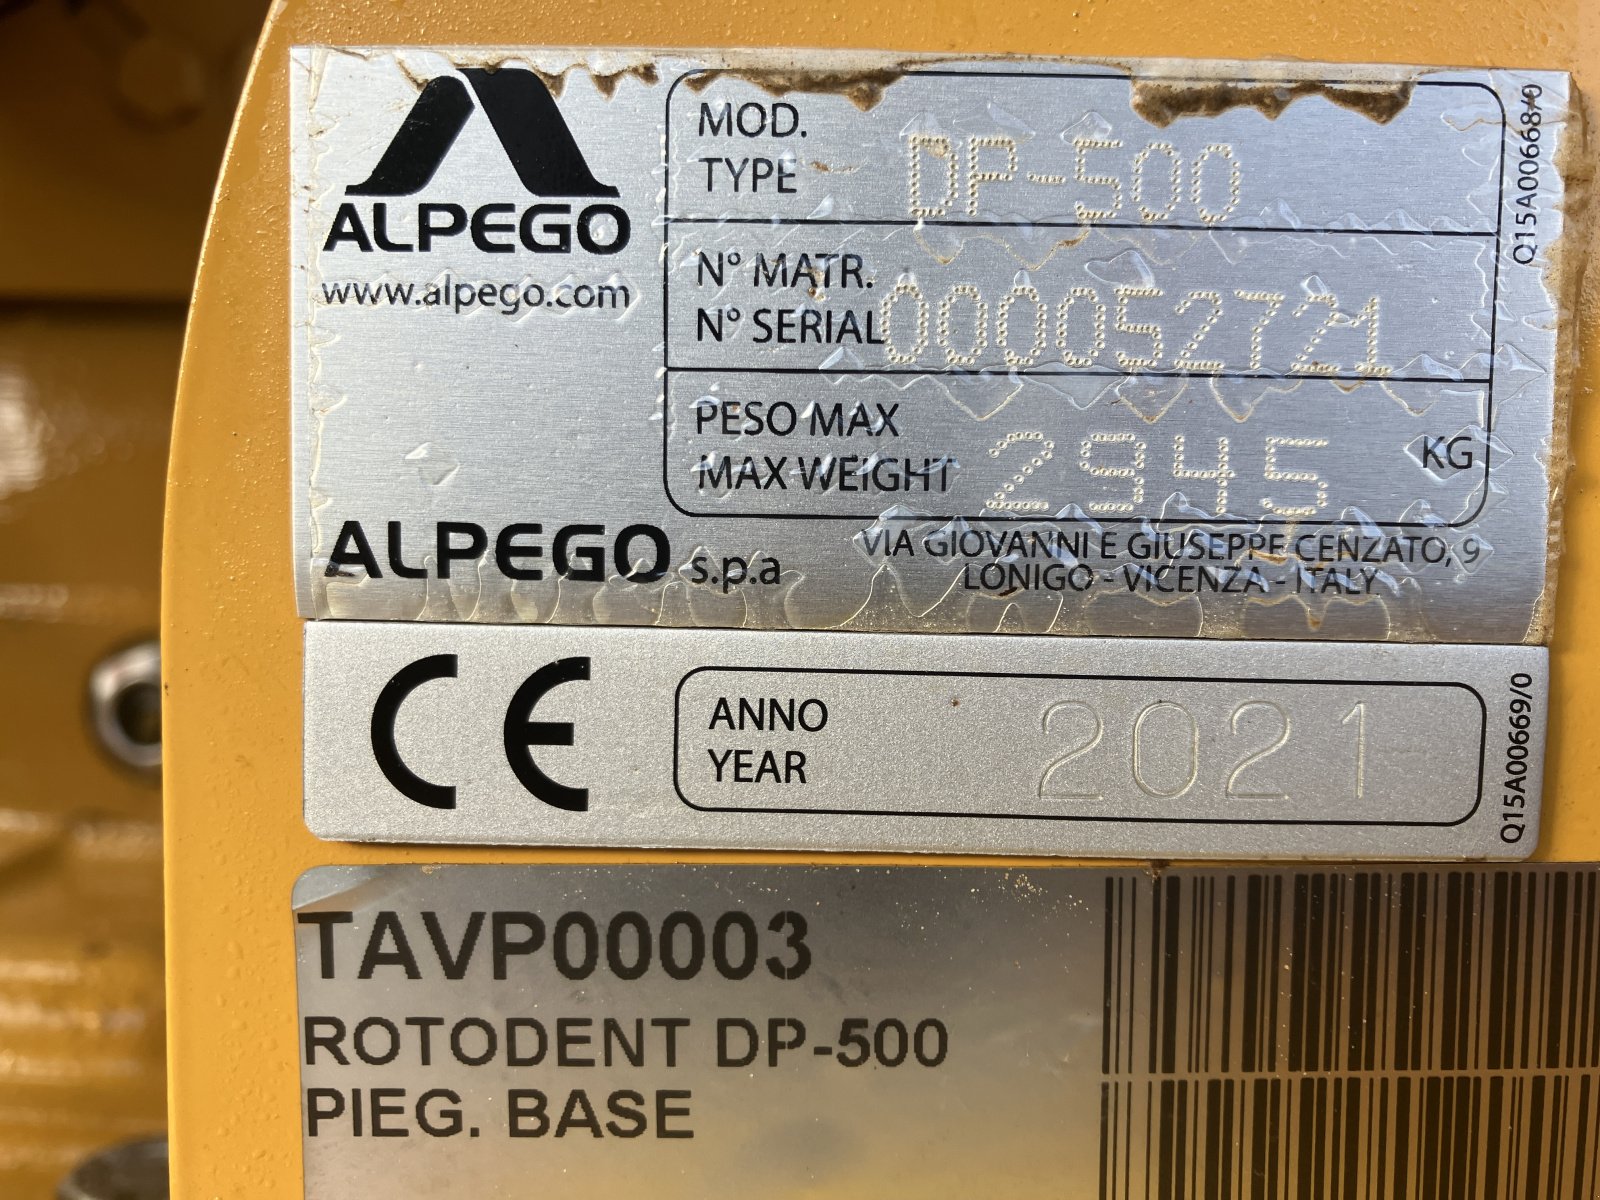 ALPEGO
www.alpego.com
MOD.
TYPE DP-500
N° MATR.
N° SERIAL 000052721
PESO MAX
MAX WEIGHT 2945 KG
Q15A00668/0
ALPEGO s.p.a
VIA GIOVANNI E GIUSEPPE CENZATO, 9
LONIGO - VICENZA - ITALY
CE
ANNO
YEAR 2021
Q15A00669/0
TAVP00003
ROTODENT DP-500
PIEG. BASE